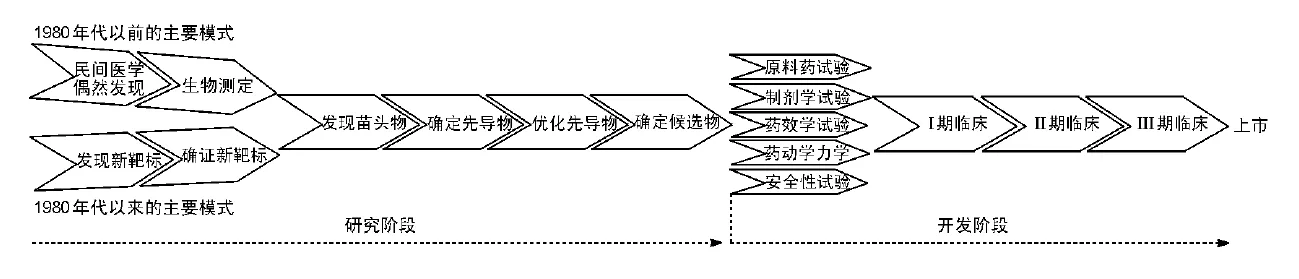 1980年代以前的主要模式
民间医学
偶然发现
生物测定
发现新靶标
确证新靶标
1980年代以来的主要模式
发现苗头物
确定先导物
优化先导物
确定候选物
原料药试验
制剂学试验
药效学试验
药动学力学
安全性试验
Ⅰ期临床
Ⅱ期临床
Ⅲ期临床
上市
研究阶段
开发阶段